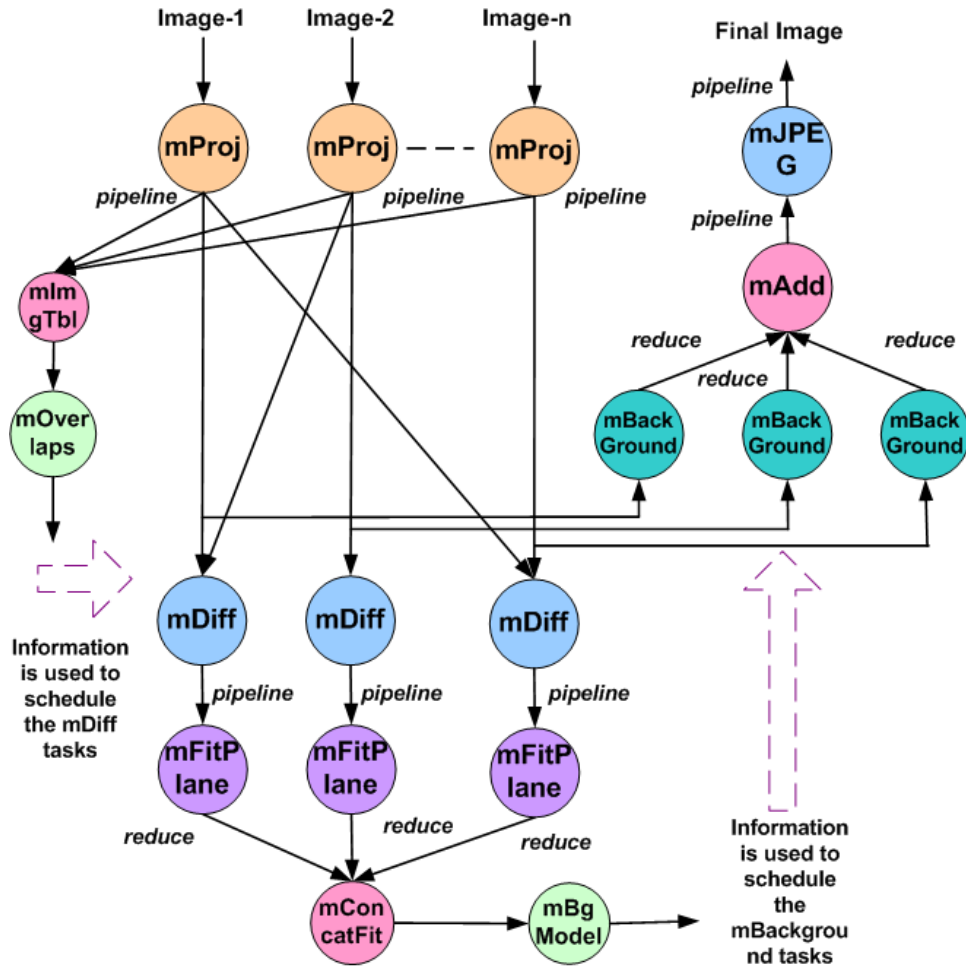 Image-1
Image-2
Image-n
Final Image
pipeline
mProj
mProj
mProj
mJPE
G
pipeline
pipeline
pipeline
pipeline
mIm
gTbl
mAdd
reduce
reduce
reduce
mOver
laps
mBack
Ground
mBack
Ground
mBack
Ground
mDiff
mDiff
mDiff
Information
is used to
schedule
the mDiff
tasks
pipeline
pipeline
pipeline
mFitP
lane
mFitP
lane
mFitP
lane
reduce
reduce
reduce
mCon
catFit
mBg
Model
Information
is used to
schedule
the
mBackgrou
nd tasks